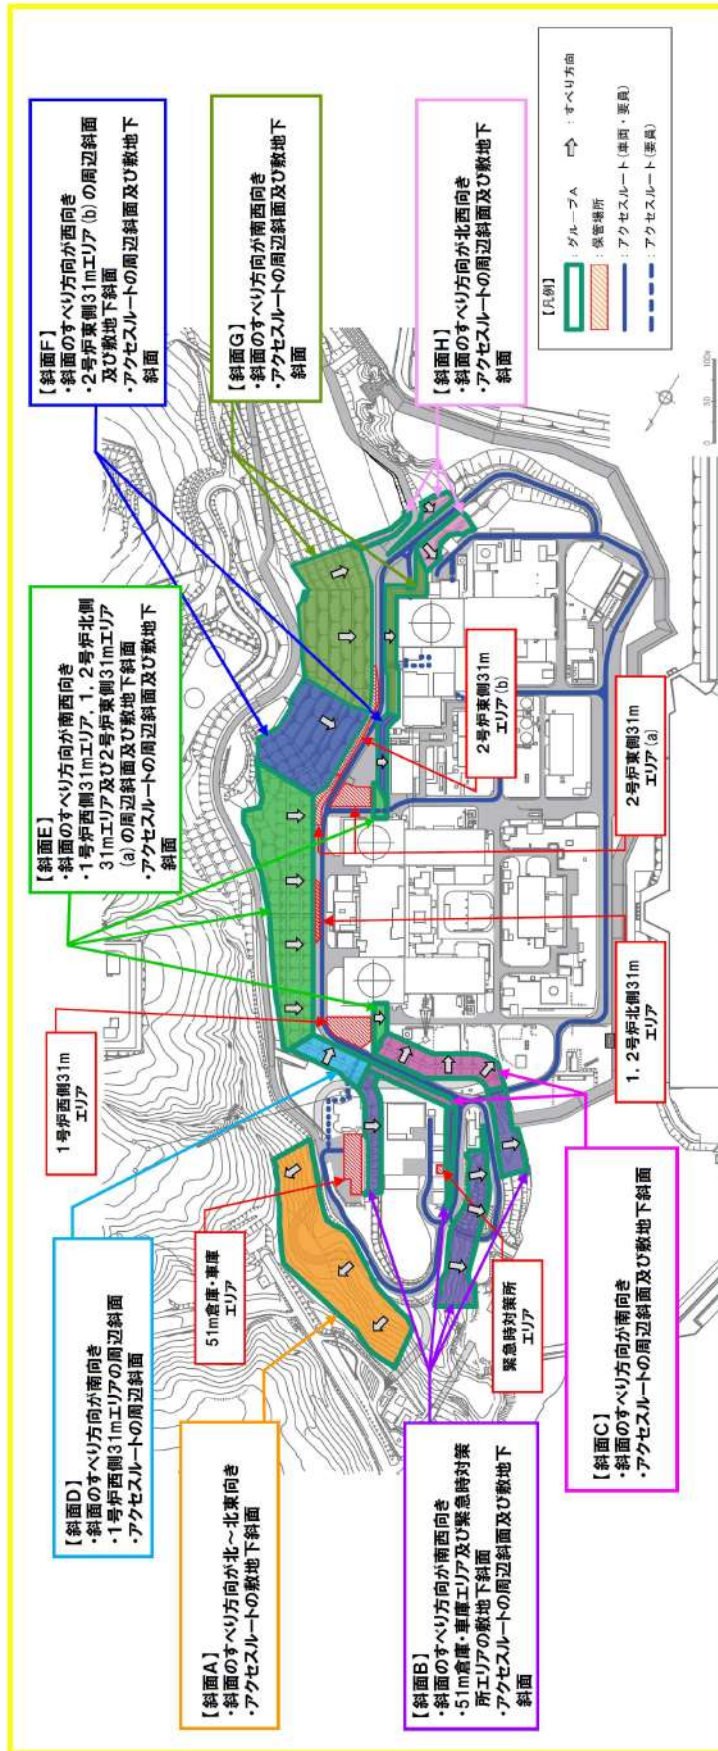 【斜面A】
・斜面のすべり方向が北～北東向き
・アクセスルートの敷地下斜面
【斜面D】
・斜面のすべり方向が南向き
・1号炉西側31mエリアの周辺斜面
・アクセスルートの周辺斜面
51m倉庫・車庫
エリア
1号炉西側31m
エリア
【斜面E】
・斜面のすべり方向が南西向き
・1号炉西側31mエリア、1、2号炉北側
31mエリア及び2号炉東側31mエリア
(a)の周辺斜面及び敷地下斜面
・アクセスルートの周辺斜面及び敷地下
斜面
【斜面F】
・斜面のすべり方向が西向き
・2号炉東側31mエリア(b)の周辺斜面
及び敷地下斜面
・アクセスルートの周辺斜面及び敷地下
斜面
【斜面G】
・斜面のすべり方向が南西向き
・アクセスルートの周辺斜面及び敷地下
斜面
【斜面H】
・斜面のすべり方向が北西向き
・アクセスルートの周辺斜面及び敷地下
斜面
【斜面B】
・斜面のすべり方向が南西向き
・51m倉庫・車庫エリア及び緊急時対策
所エリアの敷地下斜面
・アクセスルートの周辺斜面及び敷地下
斜面
緊急時対策所
エリア
【斜面C】
・斜面のすべり方向が南向き
・アクセスルートの周辺斜面及び敷地下斜面
1、2号炉北側31m
エリア
2号炉東側31m
エリア(a)
2号炉東側31m
エリア(b)
【凡例】
：グループA
：すべり方向
：保管場所
：アクセスルート(車両・要員)
：アクセスルート(要員)
0 50 100m